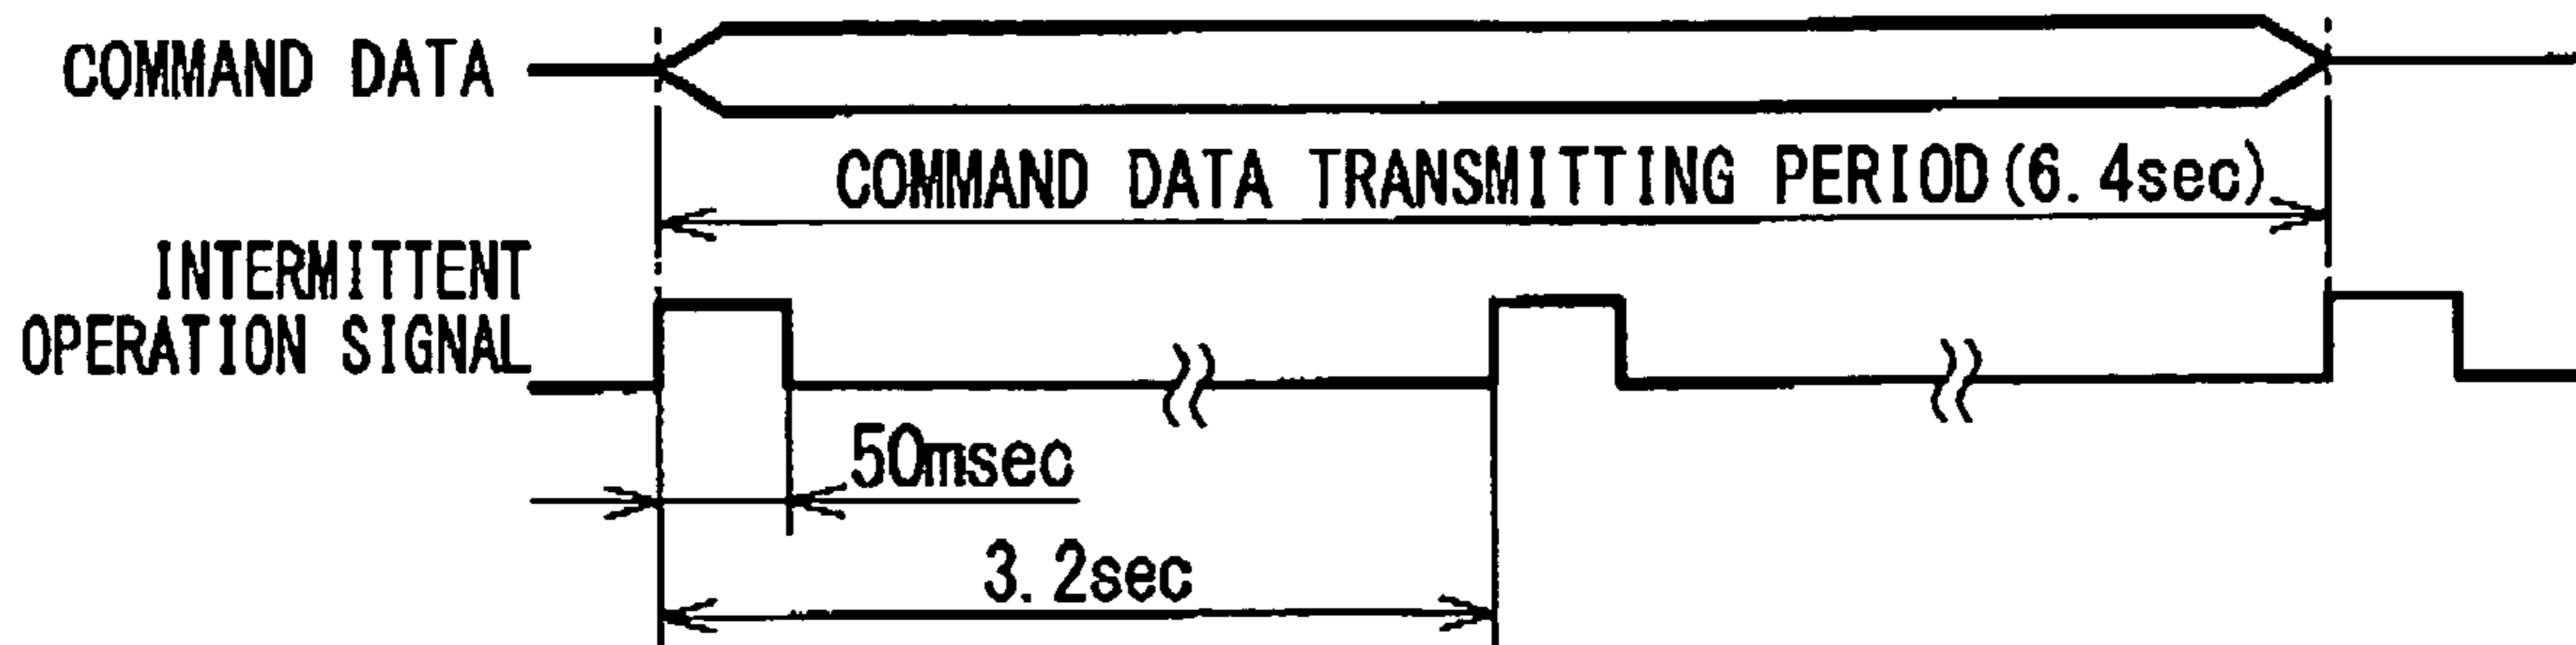 COMMAND DATA
COMMAND DATA TRANSMITTING PERIOD(6.4sec)
INTERMITTENT
OPERATION SIGNAL
50msec
3.2sec